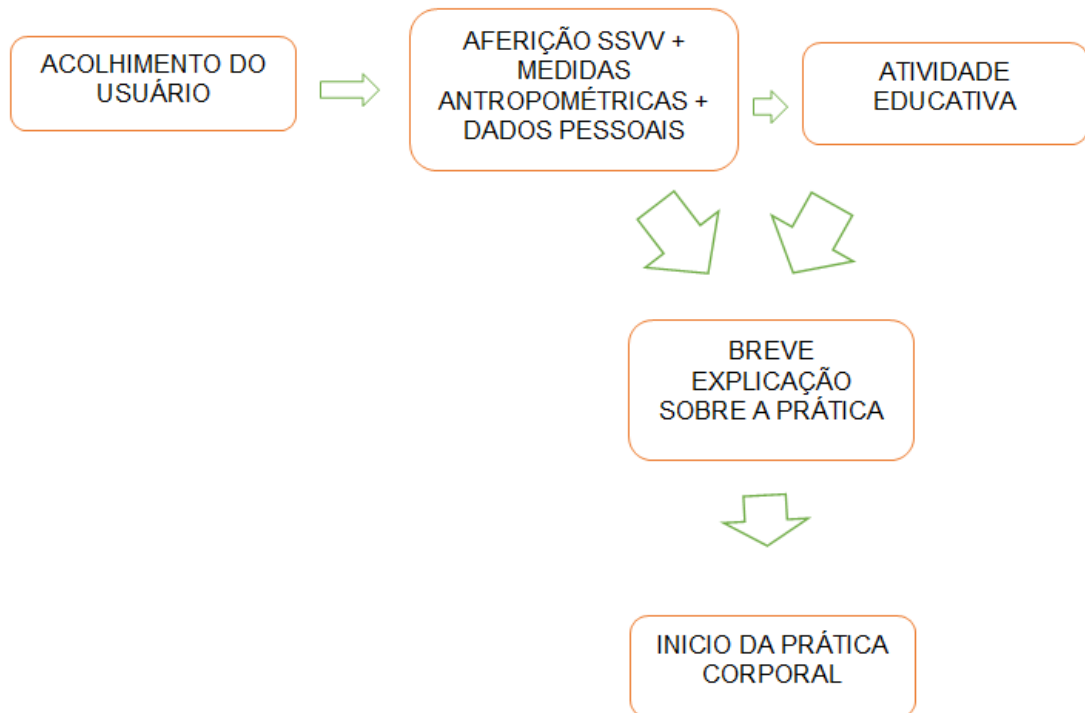 ACOLHIMENTO DO
USUÁRIO
AFERIÇÃO SSVV +
MEDIDAS
ANTROPOMÉTRICAS +
DADOS PESSOAIS
ATIVIDADE
EDUCATIVA
BREVE
EXPLICAÇÃO
SOBRE A PRÁTICA
INICIO DA PRÁTICA
CORPORAL